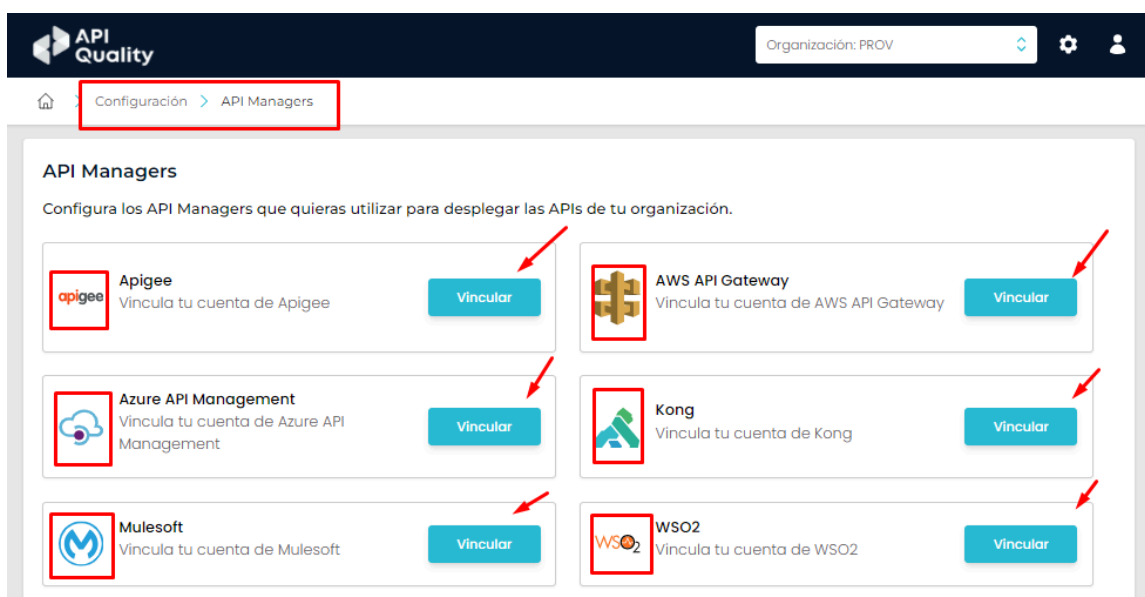 API
Quality
Organización: PROV
Configuración > API Managers
API Managers
Configura los API Managers que quieras utilizar para desplegar las APIs de tu organización.
apigee
Apigee
Vincula tu cuenta de Apigee
Vincular
AWS API Gateway
Vincula tu cuenta de AWS API Gateway
Vincular
Azure API Management
Vincula tu cuenta de Azure API
Management
Vincular
Kong
Vincula tu cuenta de Kong
Vincular
Mulesoft
Vincula tu cuenta de Mulesoft
Vincular
WSO2
WSO2
Vincula tu cuenta de WSO2
Vincular